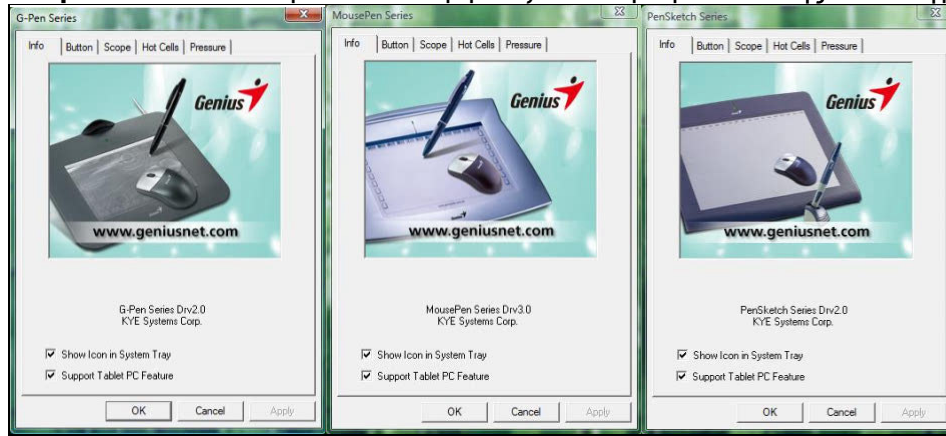 G-Pen Series
Info Button Scope Hot Cells Pressure
Genius
www.geniusnet.com
G-Pen Series Drv2.0
KYE Systems Corp.
Show Icon in System Tray
Support Tablet PC Feature
OK Cancel Apply
MousePen Series
Info Button Scope Hot Cells Pressure
Genius
www.geniusnet.com
MousePen Series Drv3.0
KYE Systems Corp.
Show Icon in System Tray
Support Tablet PC Feature
OK Cancel Apply
PenSketch Series
Info Button Scope Hot Cells Pressure
Genius
www.geniusnet.com
PenSketch Series Drv2.0
KYE Systems Corp.
Show Icon in System Tray
Support Tablet PC Feature
OK Cancel Apply